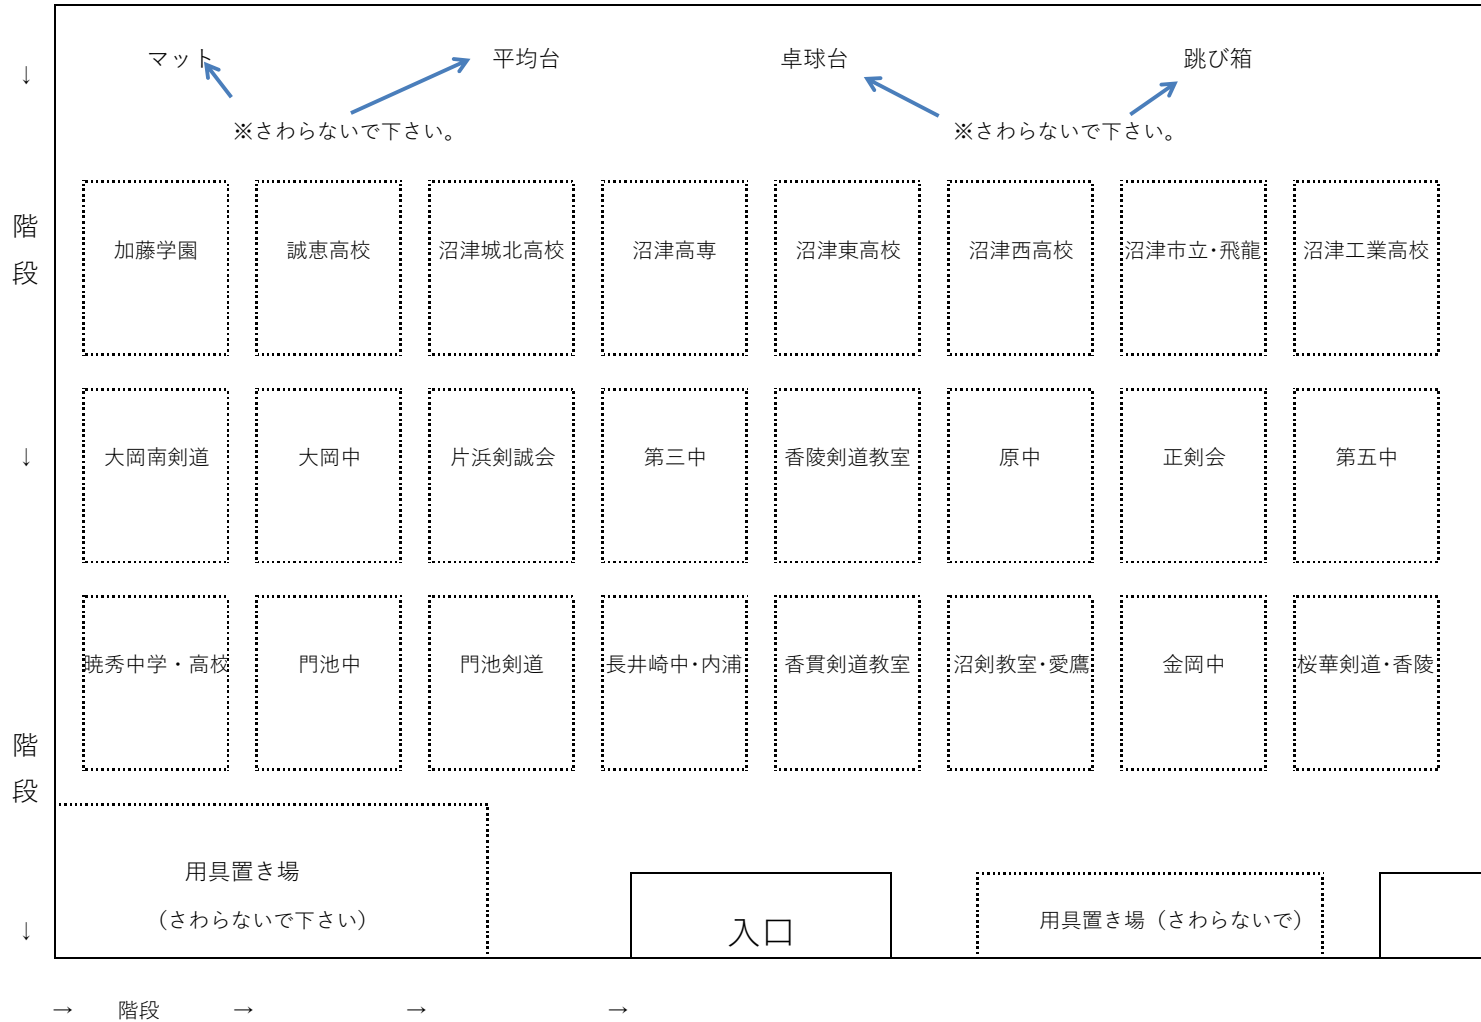 ↓
マット 平均台 卓球台 跳び箱
※さわらないで下さい。 ※さわらないで下さい。
階段
加藤学園 誠恵高校 沼津城北高校 沼津高専 沼津東高校 沼津西高校 沼津市立・飛龍 沼津工業高校
↓
大岡南剣道 大岡中 片浜剣誠会 第三中 香陵剣道教室 原中 正剣会 第五中
暁秀中学・高校 門池中 門池剣道 長井崎中・内浦 香貫剣道教室 沼剣教室・愛鷹 金岡中 桜華剣道・香陵
階段
用具置き場
（さわらないで下さい）
↓
入口
用具置き場（さわらないで）
→ 階段 → → →